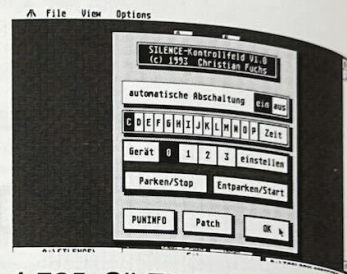 File View Options
SILENCE-Kontrollfeld V1.0
(c) 1993 Christian Fuchs
automatische Abschaltung ein aus
C D E F G H I J K L M N O P Zeit
Gerät 0 1 2 3 einstellen
Parken/Stop Entparken/Start
PUNINFO Patch OK